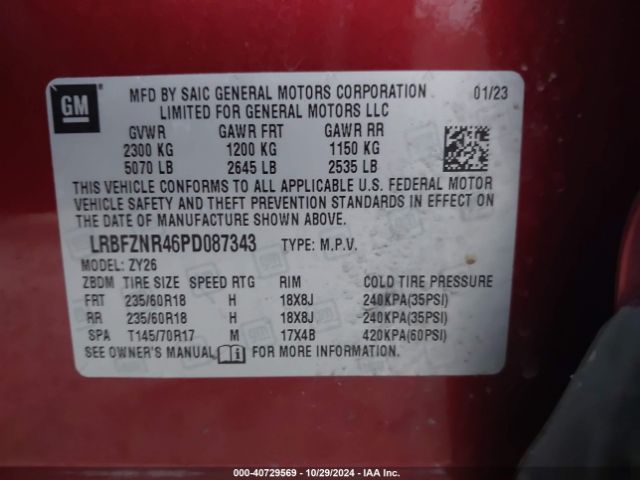 GM
MFD BY SAIC GENERAL MOTORS CORPORATION 01/23
LIMITED FOR GENERAL MOTORS LLC
GVWR GAWR FRT GAWR RR
2300 KG 1200 KG 1150 KG
5070 LB 2645 LB 2535 LB
THIS VEHICLE CONFORMS TO ALL APPLICABLE U.S. FEDERAL MOTOR
VEHICLE SAFETY AND THEFT PREVENTION STANDARDS IN EFFECT ON
THE DATE OF MANUFACTURE SHOWN ABOVE.
LRBFZNR46PD087343 TYPE: M.P.V.
MODEL: ZY26
ZBDM TIRE SIZE SPEED RTG RIM COLD TIRE PRESSURE
FRT 235/60R18 H 18X8J 240KPA(35PSI)
RR 235/60R18 H 18X8J 240KPA(35PSI)
SPA T145/70R17 M 17X4B 420KPA(60PSI)
SEE OWNER'S MANUAL FOR MORE INFORMATION
000-40729569 • 10/29/2024 - IAA Inc.